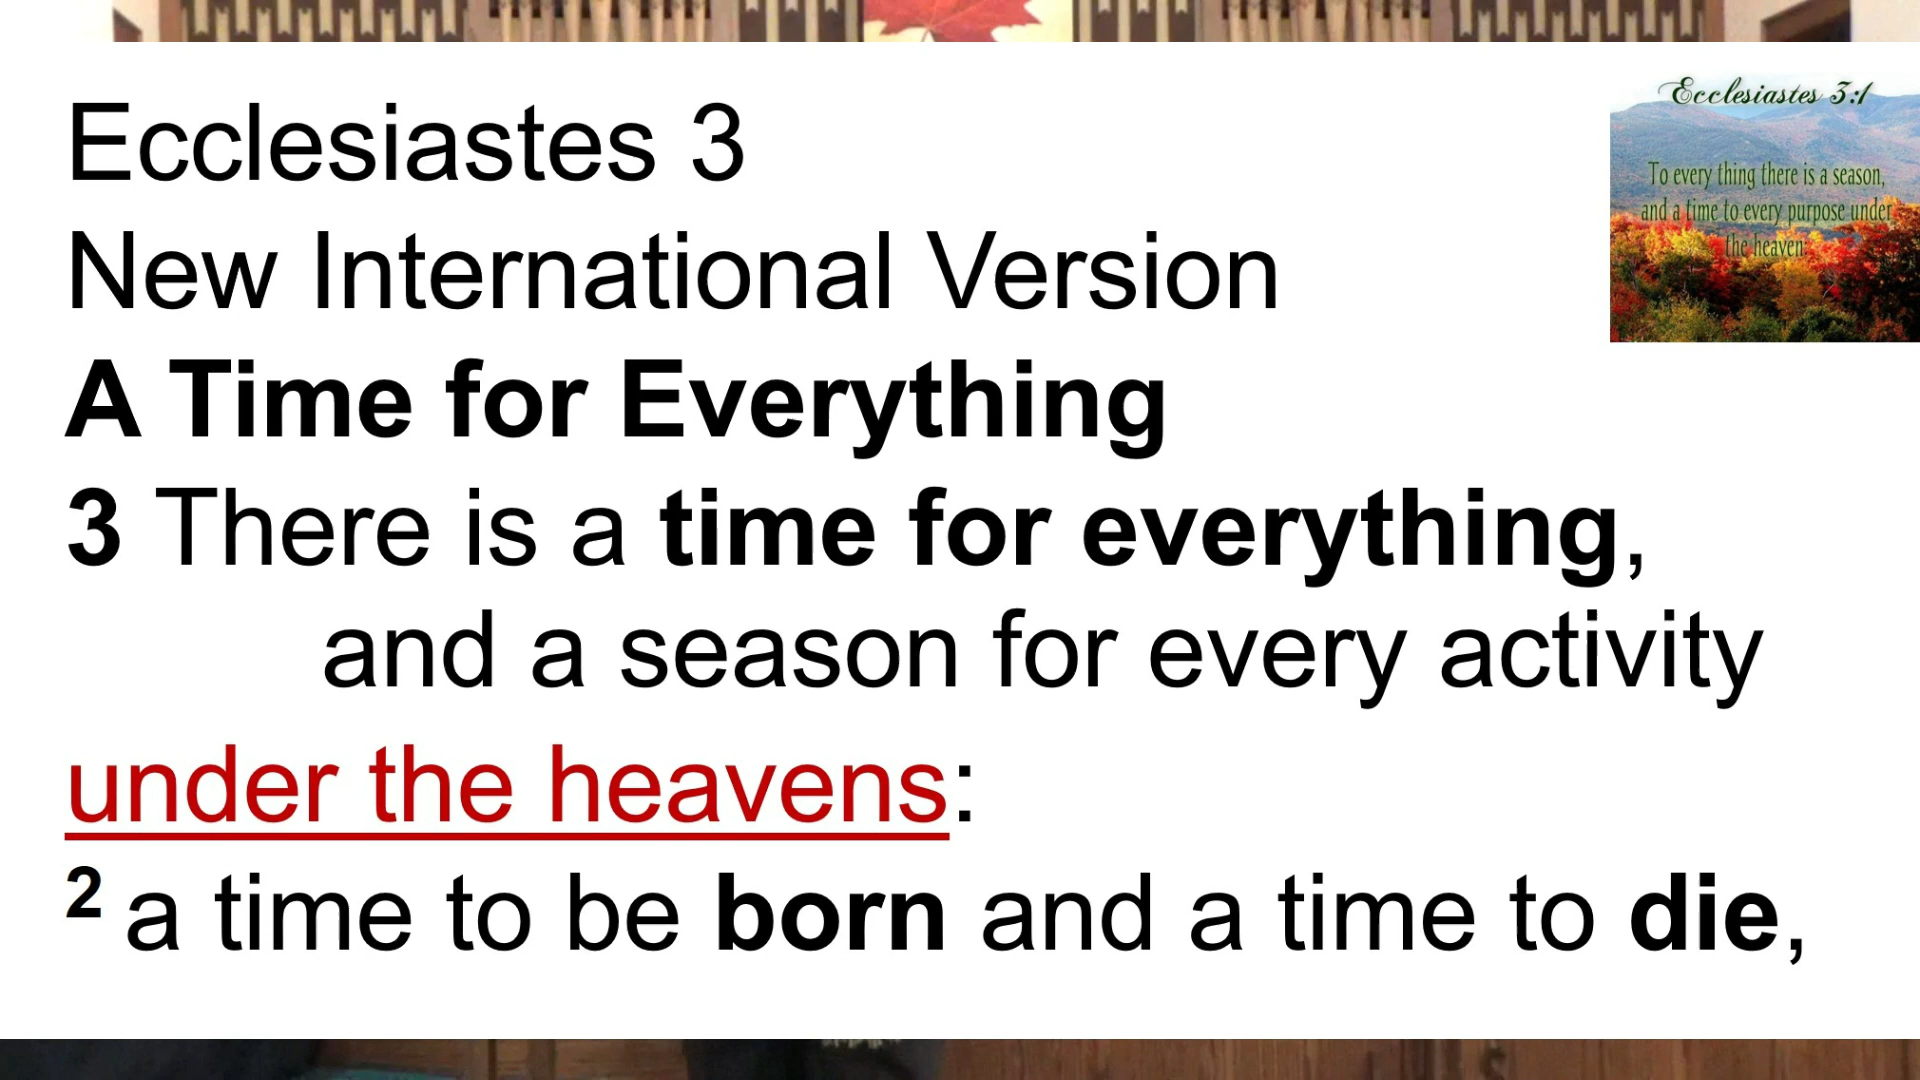 Ecclesiastes 3
New International Version
A Time for Everything
3 There is a time for everything,
and a season for every activity
under the heavens:
2 a time to be born and a time to die,
Ecclesiastes 3:1
To every thing there is a season,
and a time to every purpose under
the heaven: